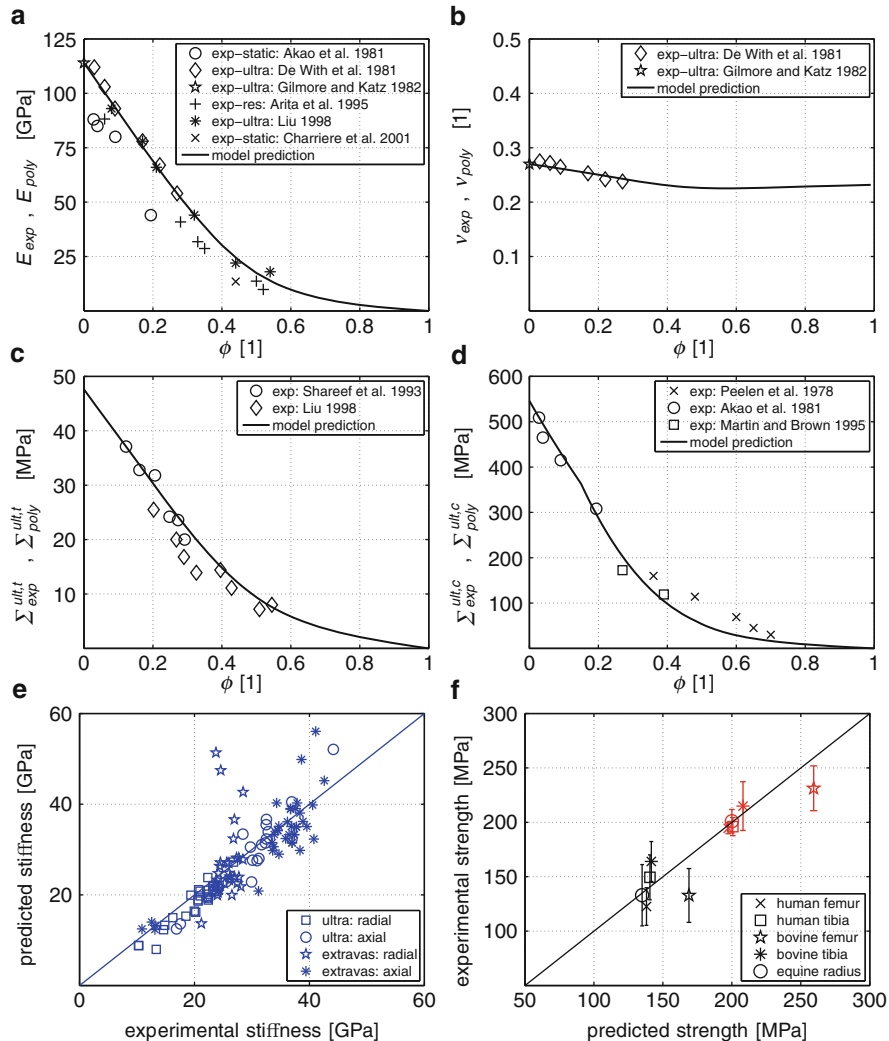 a
125
100
75
50
25
0
0.2
0.4
0.6
0.8
1
E_exp , E_poly [GPa]
ϕ [1]
exp-static: Akao et al. 1981
exp-ultra: De With et al. 1981
exp-ultra: Gilmore and Katz 1982
exp-res: Arita et al. 1995
exp-ultra: Liu 1998
exp-static: Charriere et al. 2001
model prediction
b
0.5
0.4
0.3
0.2
0.1
0
0.2
0.4
0.6
0.8
1
ν_exp , ν_poly [1]
ϕ [1]
exp-ultra: De With et al. 1981
exp-ultra: Gilmore and Katz 1982
model prediction
c
50
40
30
20
10
0
0.2
0.4
0.6
0.8
1
Σ_exp^ult,t , Σ_poly^ult,t [MPa]
ϕ [1]
exp: Shareef et al. 1993
exp: Liu 1998
model prediction
d
600
500
400
300
200
100
0
0.2
0.4
0.6
0.8
1
Σ_exp^ult,c , Σ_poly^ult,c [MPa]
ϕ [1]
exp: Peelen et al. 1978
exp: Akao et al. 1981
exp: Martin and Brown 1995
model prediction
e
60
40
20
0
20
40
60
predicted stiffness [GPa]
experimental stiffness [GPa]
ultra: radial
ultra: axial
extravas: radial
extravas: axial
f
300
250
200
150
100
50
100
150
200
250
300
experimental strength [MPa]
predicted strength [MPa]
human femur
human tibia
bovine femur
bovine tibia
equine radius